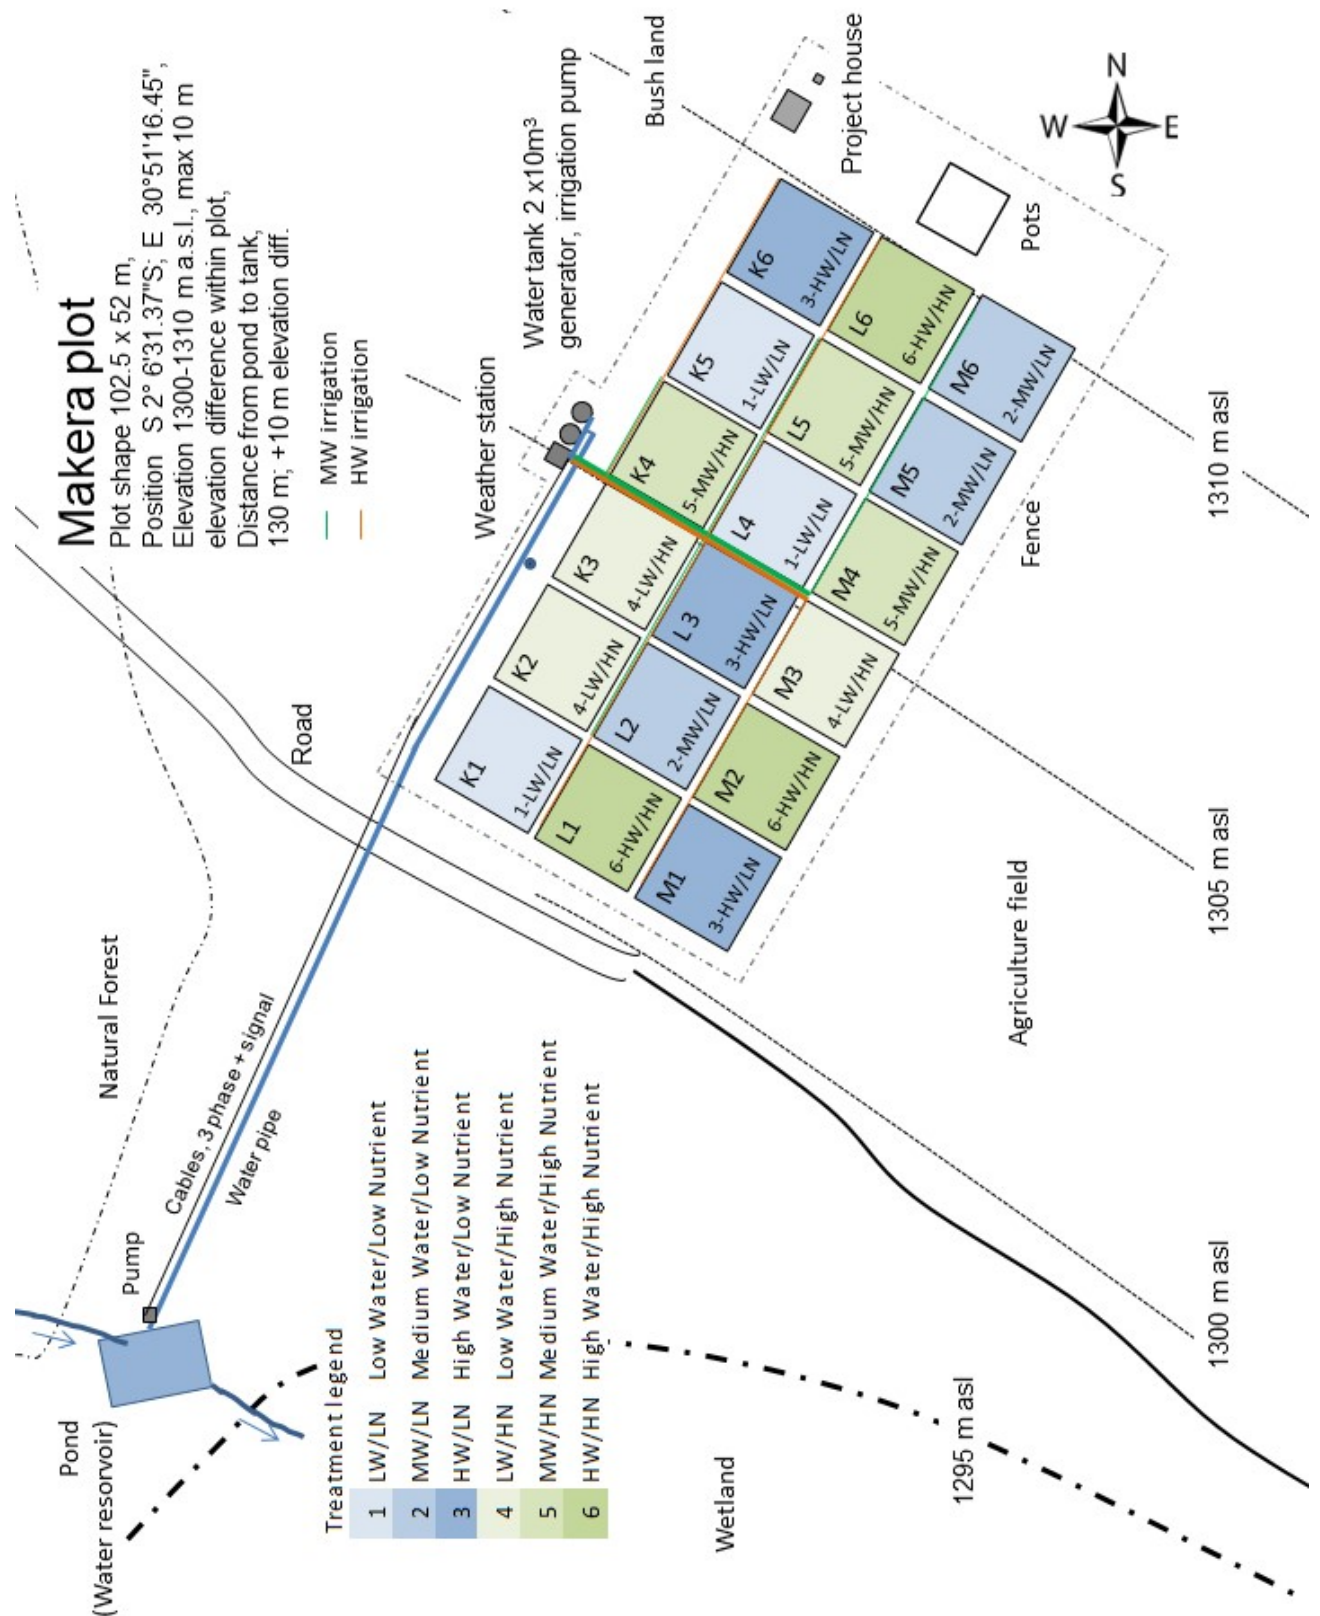 Makera plot
Plot shape 102.5 x 52 m,
Position S 2° 6'31.37"S; E 30°51'16.45",
Elevation 1300-1310 m a.s.l., max 10 m
elevation difference within plot,
Distance from pond to tank,
130 m; +10 m elevation diff.
MW irrigation
HW irrigation
Pond
(Water resorvoir)
Pump
Natural Forest
Cables, 3 phase + signal
Water pipe
Road
Weather station
Watertank 2 x10m³
generator, irrigation pump
Bush land
Project house
Pots
N
W
E
S
K1
1-LW/LN
K2
4-LW/HN
K3
4-LW/HN
K4
5-MW/HN
K5
1-LW/LN
K6
3-HW/LN
L1
6-HW/HN
L2
2-MW/LN
L3
3-HW/LN
L4
1-LW/LN
L5
5-MW/HN
L6
6-HW/HN
M1
3-HW/LN
M2
6-HW/HN
M3
4-LW/HN
M4
5-MW/HN
M5
2-MW/LN
M6
2-MW/LN
Treatment legend
1 LW/LN Low Water/Low Nutrient
2 MW/LN Medium Water/Low Nutrient
3 HW/LN High Water/Low Nutrient
4 LW/HN Low Water/High Nutrient
5 MW/HN Medium Water/High Nutrient
6 HW/HN High Water/High Nutrient
Wetland
Agriculture field
Fence
1295 m asl
1300 m asl
1305 m asl
1310 m asl